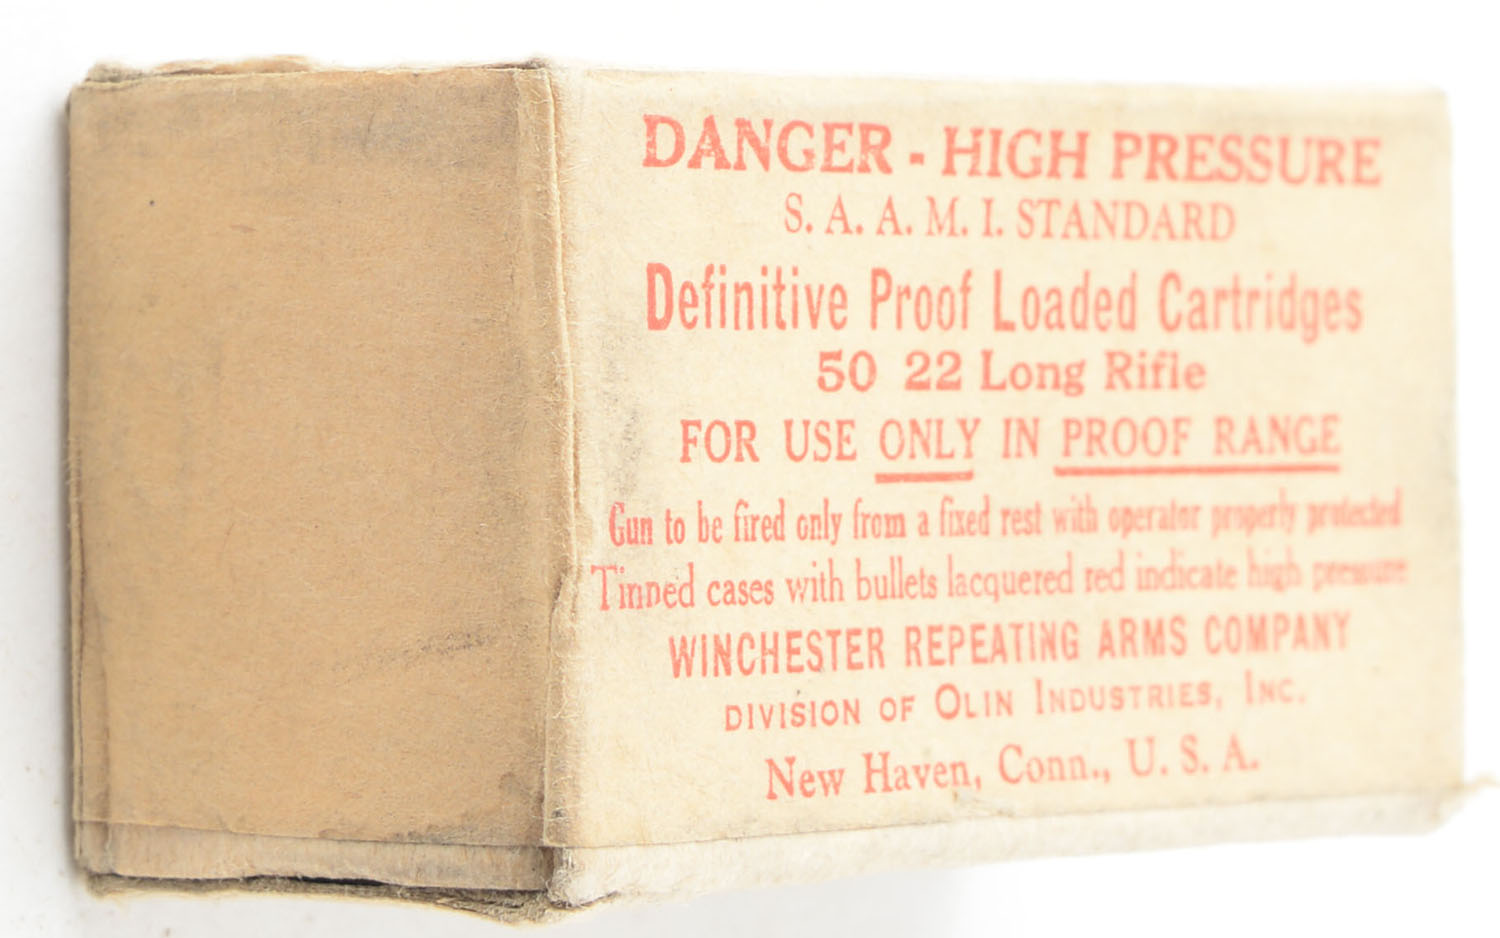 DANGER - HIGH PRESSURE
S. A. A. M. I. STANDARD
Definitive Proof Loaded Cartridges
50 22 Long Rifle
FOR USE ONLY IN PROOF RANGE
Gun to be fired only from a fixed rest with operator properly protected
Tinned cases with bullets lacquered red indicate high pressure
WINCHESTER REPEATING ARMS COMPANY
DIVISION OF OLIN INDUSTRIES, INC.
New Haven, Conn., U. S. A.